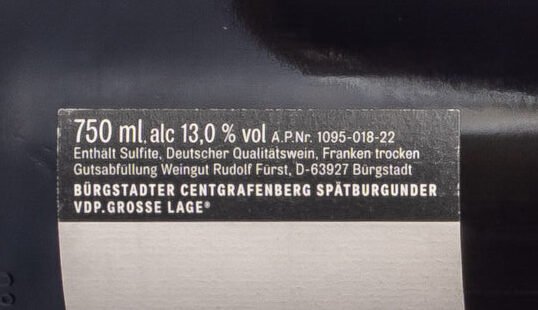 750 ml, alc 13,0 % vol A.P.Nr. 1095-018-22
Enthält Sulfite, Deutscher Qualitätswein, Franken trocken
Gutsabfüllung Weingut Rudolf Fürst, D-63927 Bürgstadt
BÜRGSTADTER CENTGRAFENBERG SPÄTBURGUNDER
VDP.GROSSE LAGE®